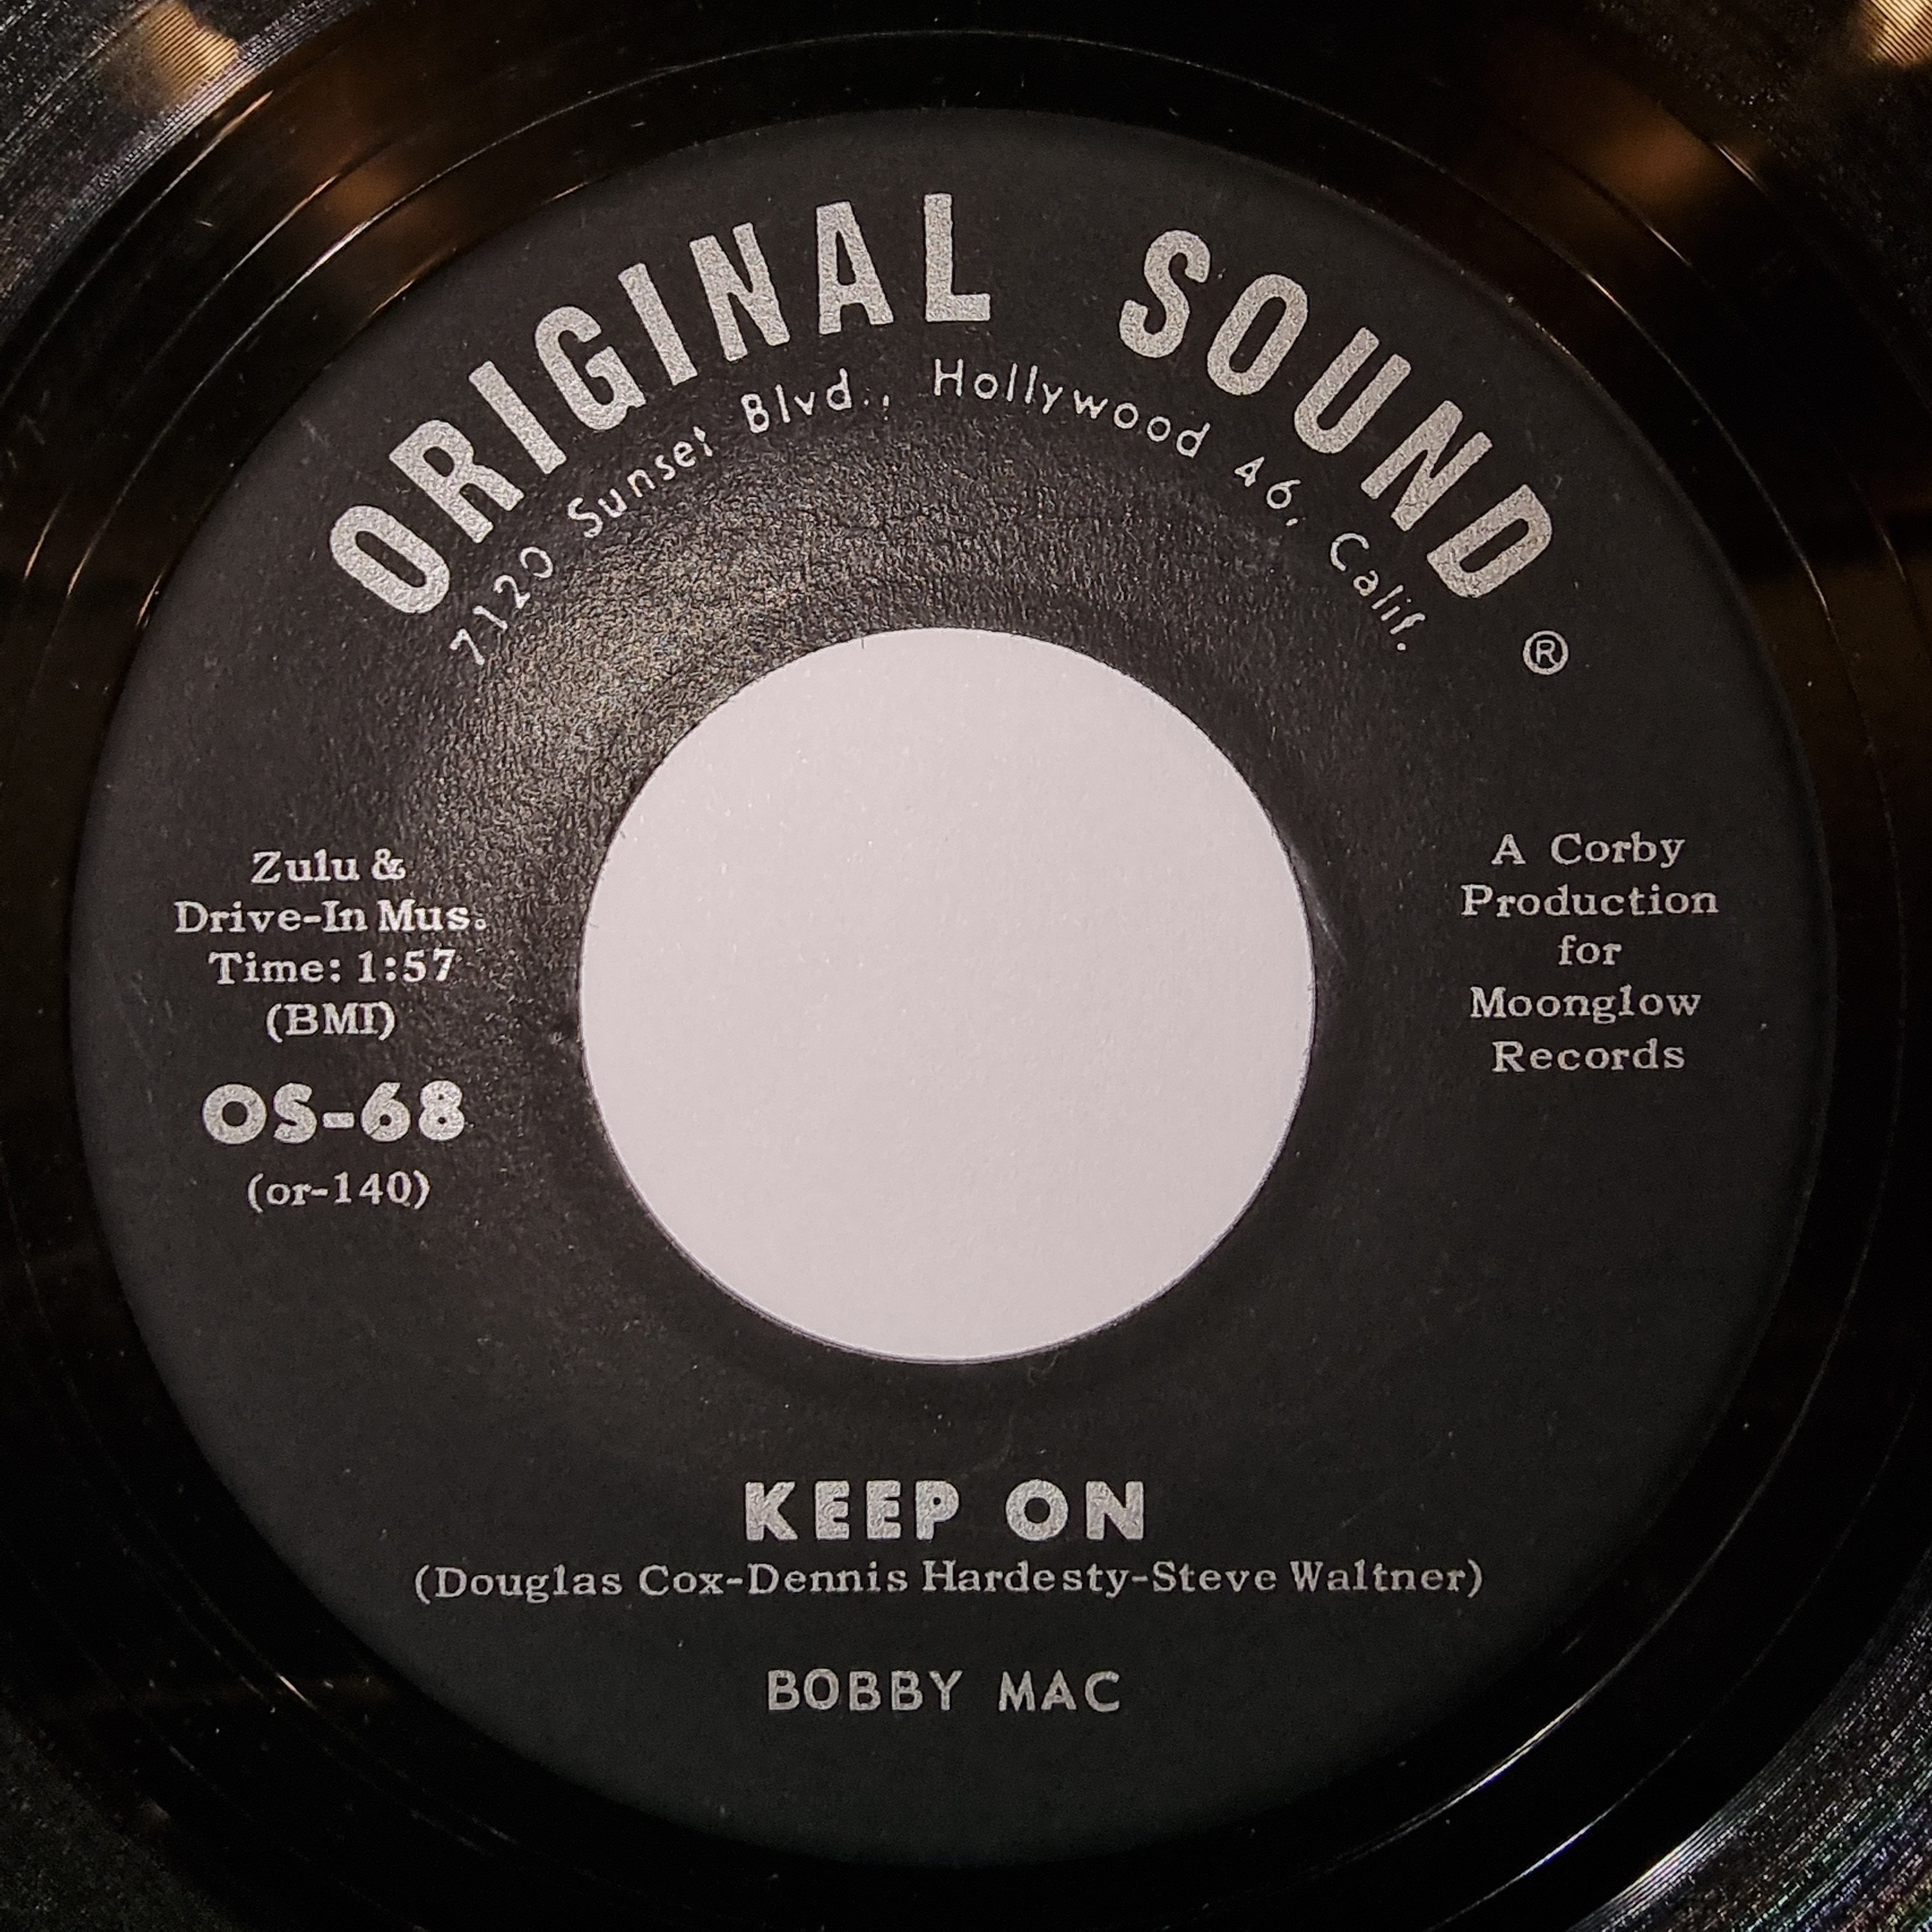 ORIGINAL SOUND
7120 Sunset Blvd., Hollywood 46, Calif.
®
Zulu &
Drive-In Mus.
Time: 1:57
(BMI)
OS-68
(or-140)
A Corby
Production
for
Moonglow
Records
KEEP ON
(Douglas Cox-Dennis Hardesty-Steve Waltner)
BOBBY MAC